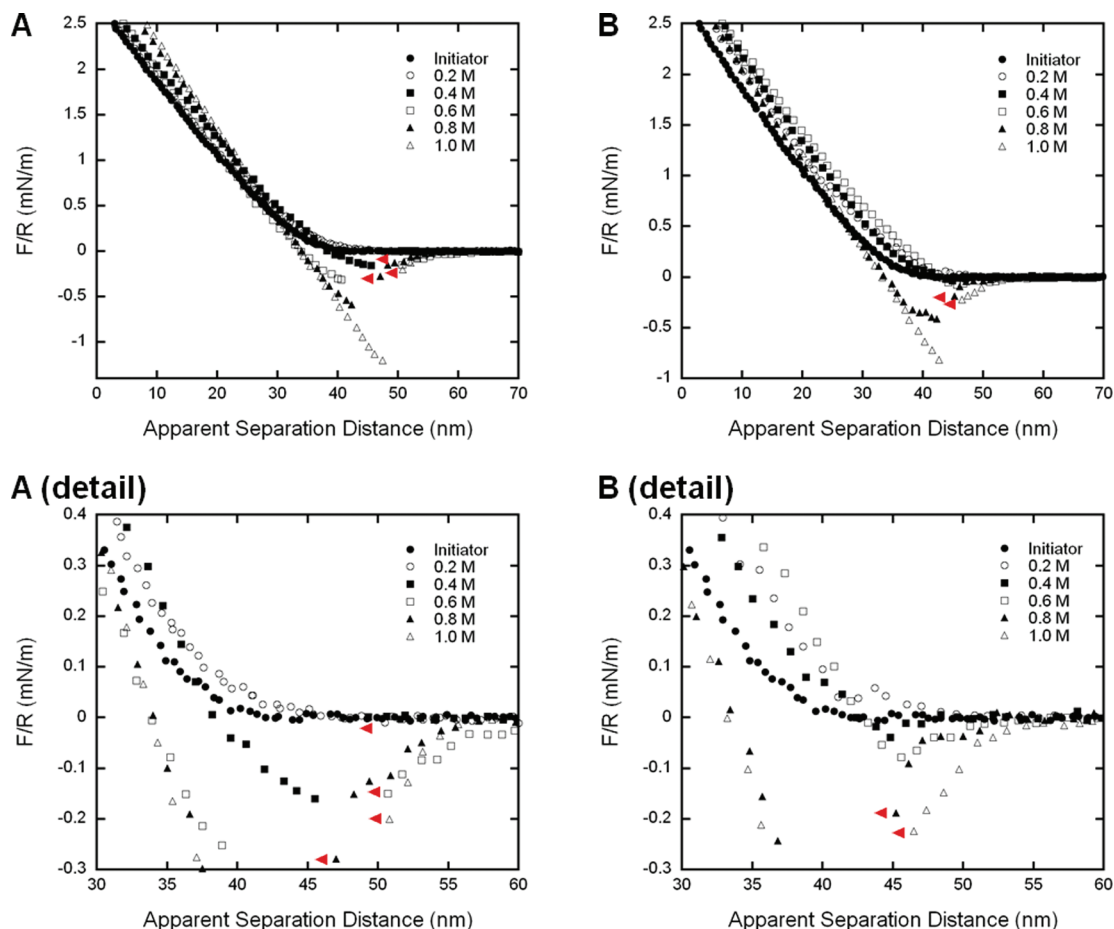 A
2.5
2
1.5
1
0.5
0
-0.5
-1
F/R (mN/m)
Initiator
0.2 M
0.4 M
0.6 M
0.8 M
1.0 M
0 10 20 30 40 50 60 70
Apparent Separation Distance (nm)
B
2.5
2
1.5
1
0.5
0
-0.5
-1
F/R (mN/m)
Initiator
0.2 M
0.4 M
0.6 M
0.8 M
1.0 M
0 10 20 30 40 50 60 70
Apparent Separation Distance (nm)
A (detail)
0.4
0.3
0.2
0.1
0
-0.1
-0.2
-0.3
F/R (mN/m)
Initiator
0.2 M
0.4 M
0.6 M
0.8 M
1.0 M
30 35 40 45 50 55 60
Apparent Separation Distance (nm)
B (detail)
0.4
0.3
0.2
0.1
0
-0.1
-0.2
-0.3
F/R (mN/m)
Initiator
0.2 M
0.4 M
0.6 M
0.8 M
1.0 M
30 35 40 45 50 55 60
Apparent Separation Distance (nm)